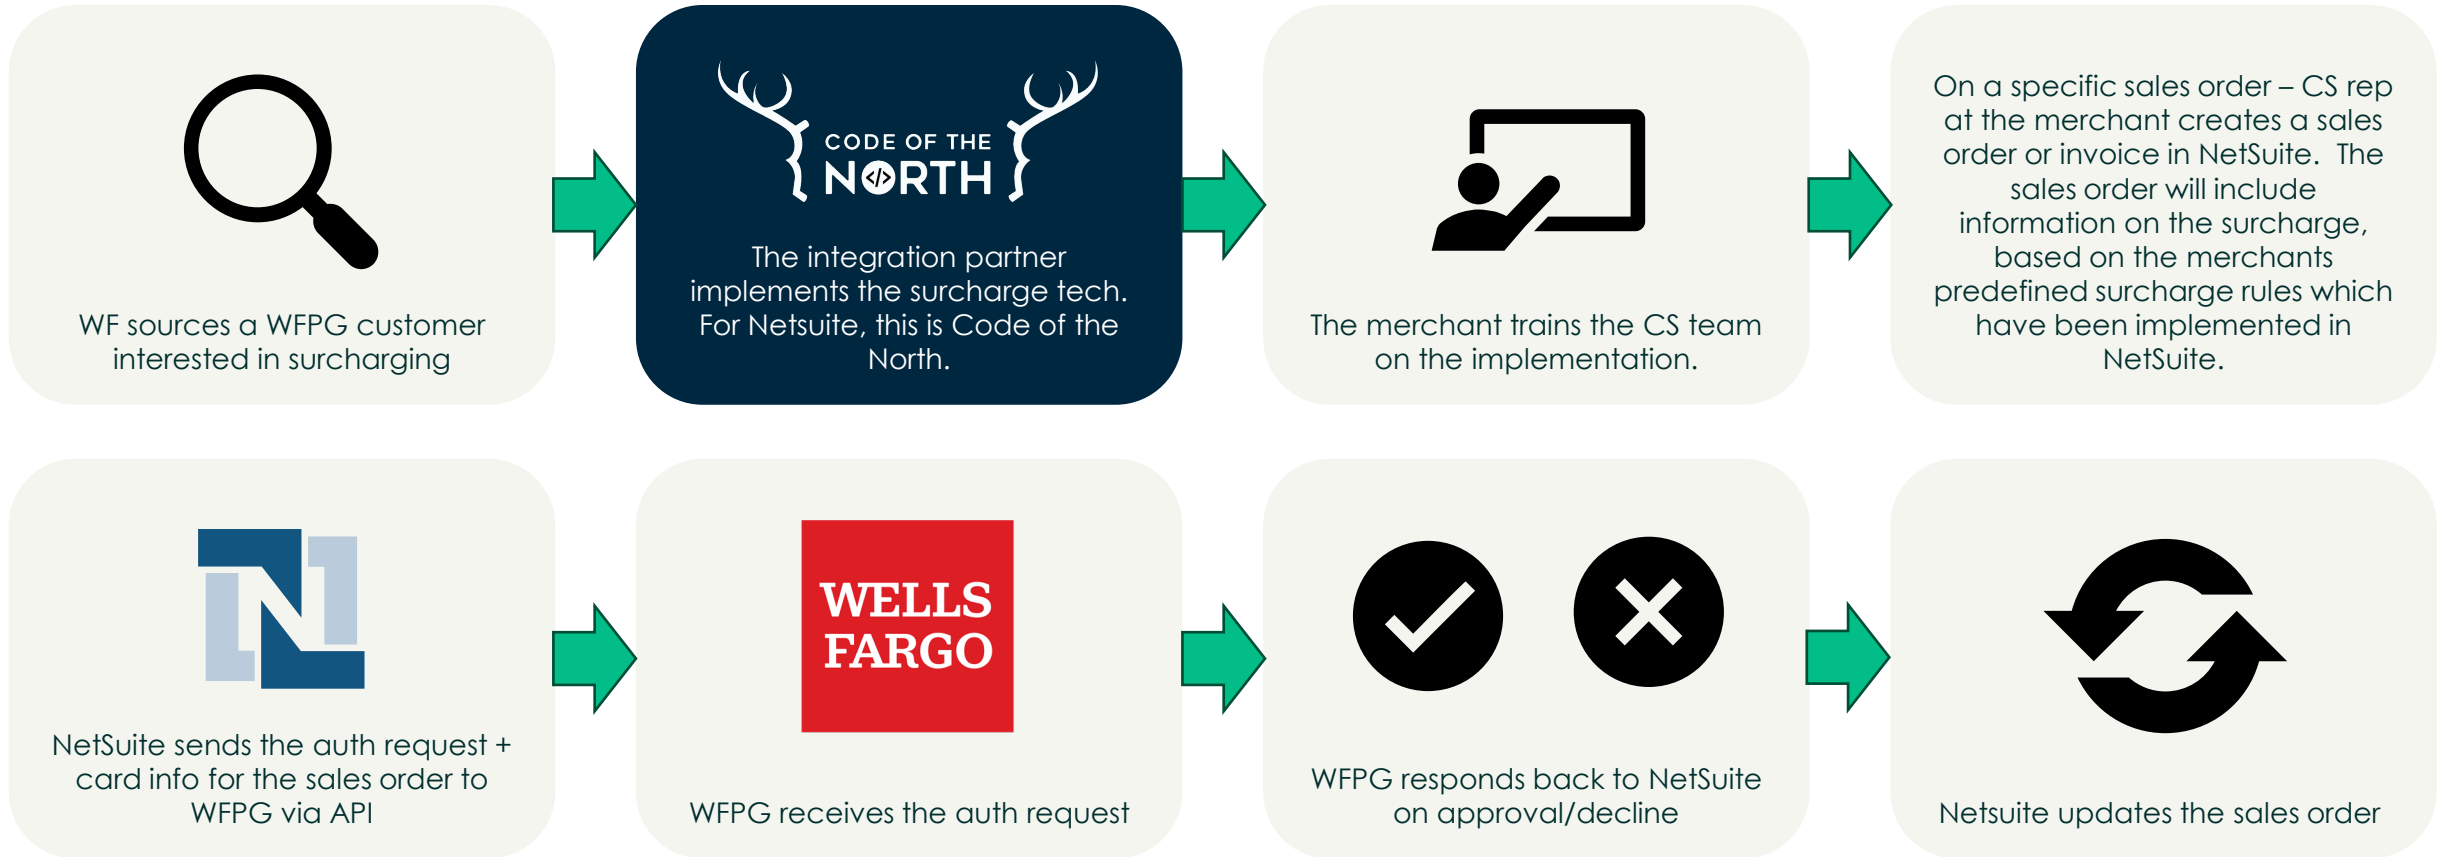 WF sources a WFPG customer
interested in surcharging
CODE OF THE
N</>RTH
The integration partner
implements the surcharge tech.
For Netsuite, this is Code of the
North.
The merchant trains the CS team
on the implementation.
On a specific sales order – CS rep
at the merchant creates a sales
order or invoice in NetSuite.  The
sales order will include
information on the surcharge,
based on the merchants
predefined surcharge rules which
have been implemented in
NetSuite.
N
NetSuite sends the auth request +
card info for the sales order to
WFPG via API
WELLS
FARGO
WFPG receives the auth request
WFPG responds back to NetSuite
on approval/decline
Netsuite updates the sales order